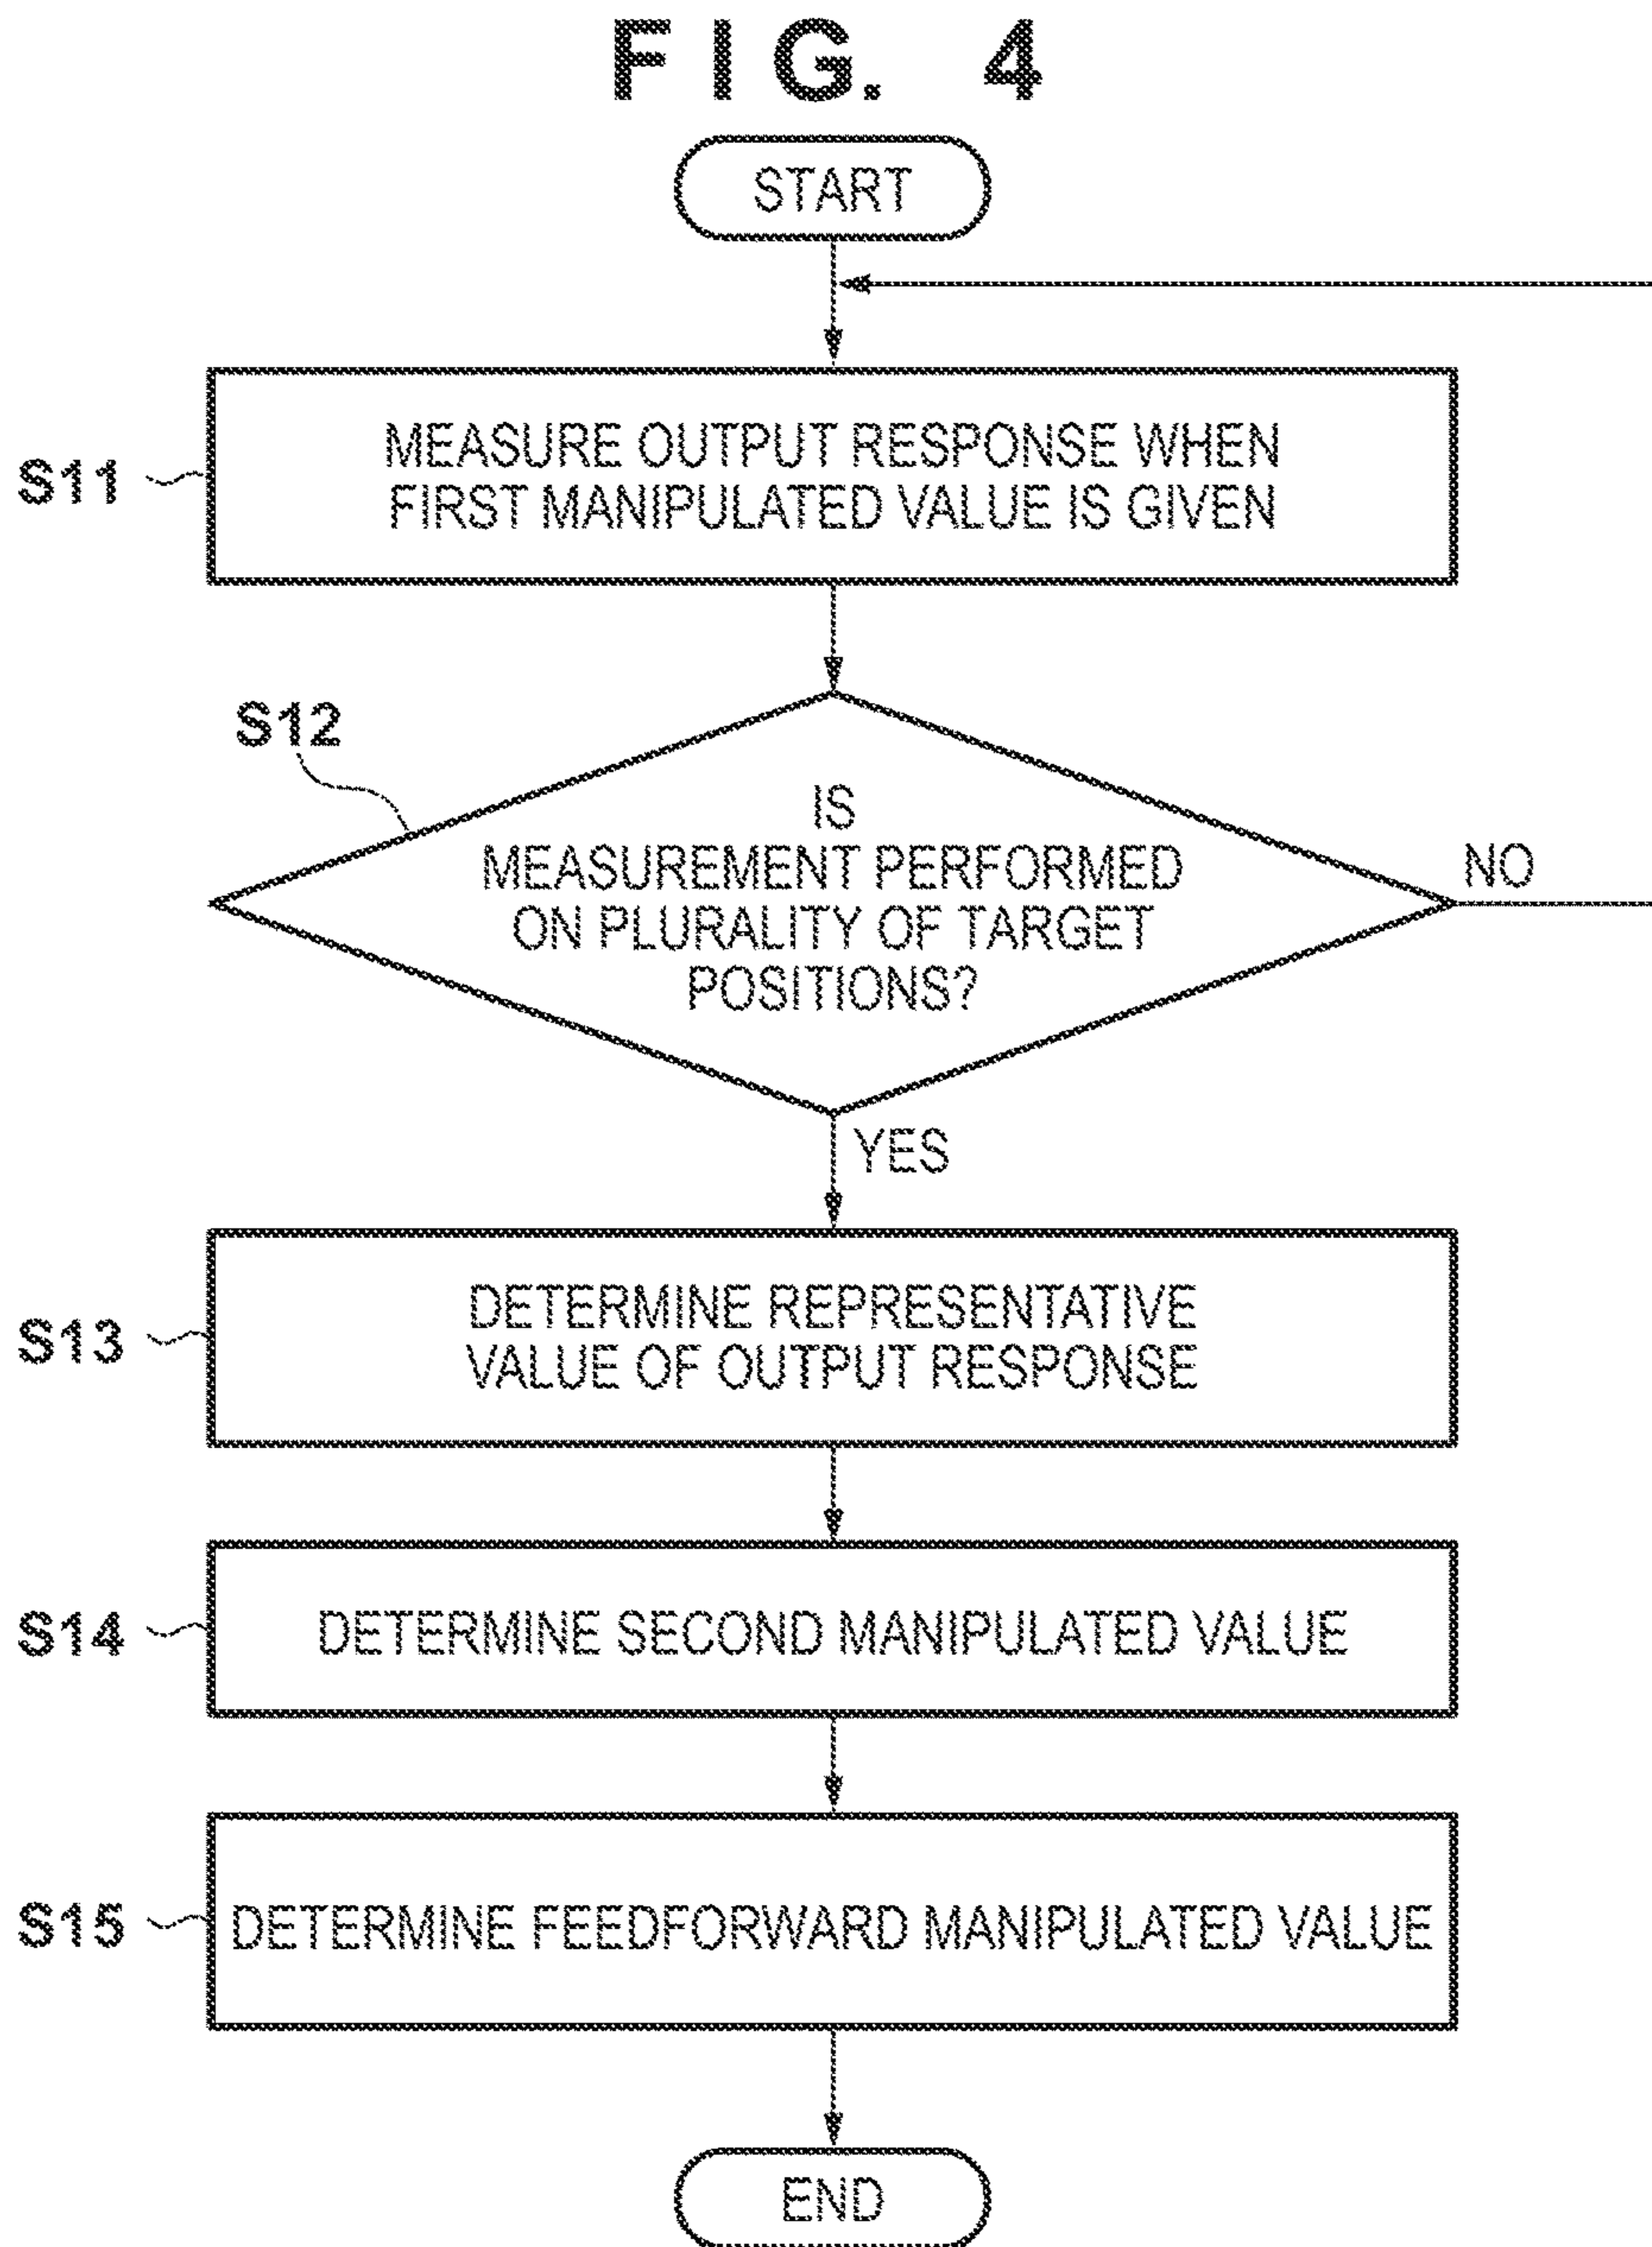 FIG. 4
START
S11
MEASURE OUTPUT RESPONSE WHEN
FIRST MANIPULATED VALUE IS GIVEN
S12
IS
MEASUREMENT PERFORMED
ON PLURALITY OF TARGET
POSITIONS?
NO
YES
S13
DETERMINE REPRESENTATIVE
VALUE OF OUTPUT RESPONSE
S14
DETERMINE SECOND MANIPULATED VALUE
S15
DETERMINE FEEDFORWARD MANIPULATED VALUE
END